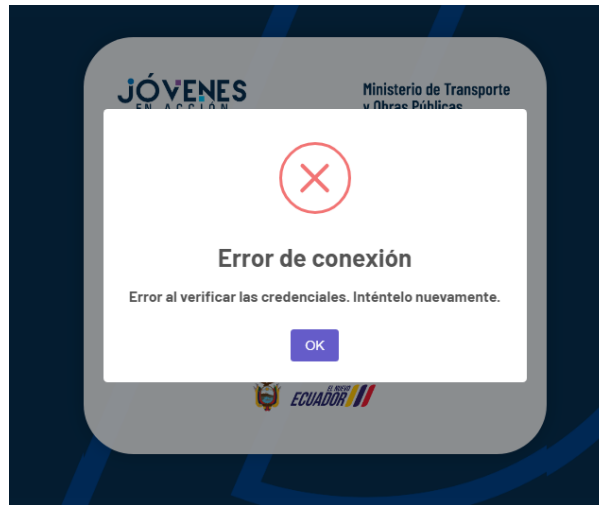 JÓVENES
EN ACCIÓN
Ministerio de Transporte
y Obras Públicas
Error de conexión
Error al verificar las credenciales. Inténtelo nuevamente.
OK
EL NUEVO
ECUADOR